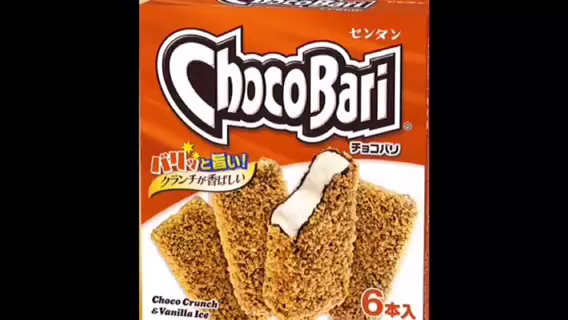 センタン
ChocoBari®
チョコバリ
バリッと旨い!
クランチが香ばしい
Choco Crunch
& Vanilla Ice
6本入